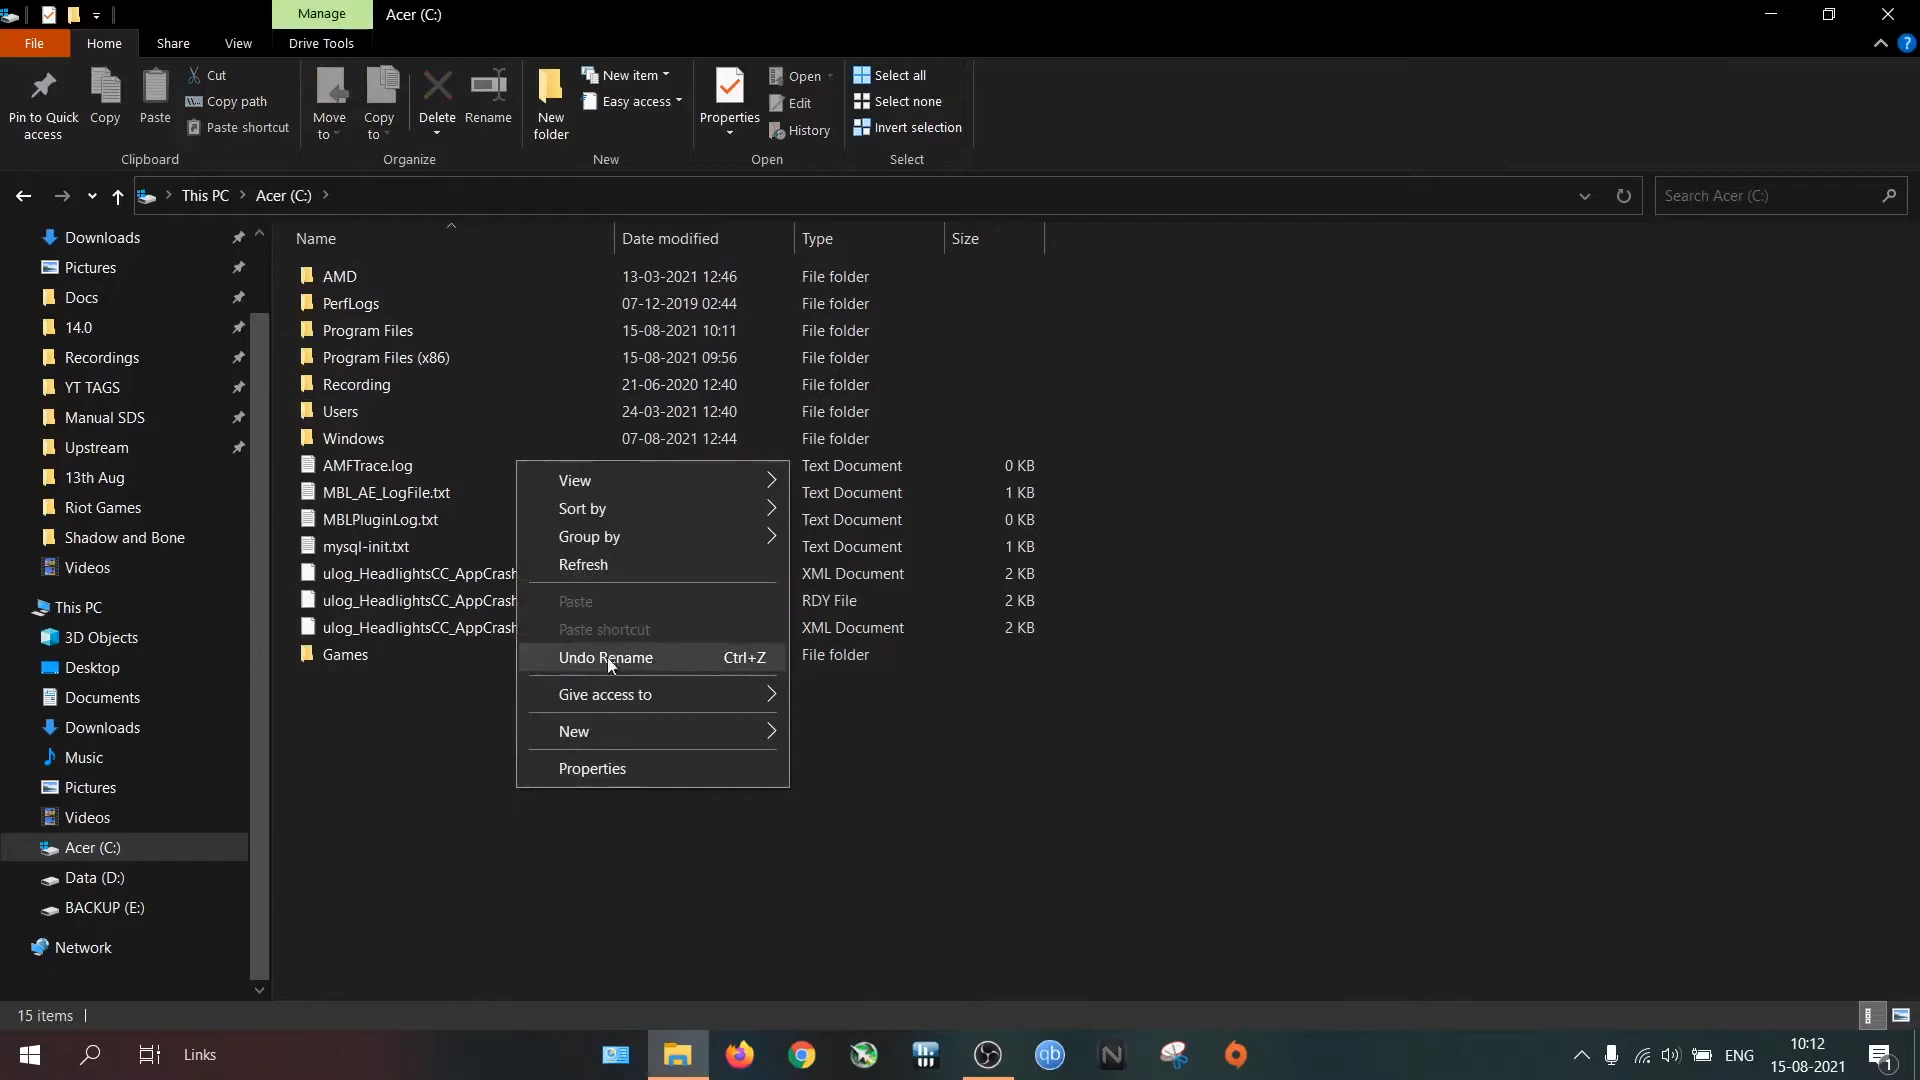 Manage
Acer (C:)
File
Home
Share
View
Drive Tools
Pin to Quick access
Copy
Paste
Cut
Copy path
Paste shortcut
Clipboard
Move to
Copy to
Delete
Rename
Organize
New folder
New item
Easy access
New
Properties
Open
Edit
History
Open
Select all
Select none
Invert selection
Select
This PC
Acer (C:)
Search Acer (C:)
Name
Date modified
Type
Size
Downloads
Pictures
Docs
14.0
Recordings
YT TAGS
Manual SDS
Upstream
13th Aug
Riot Games
Shadow and Bone
Videos
This PC
3D Objects
Desktop
Documents
Downloads
Music
Pictures
Videos
Acer (C:)
Data (D:)
BACKUP (E:)
Network
AMD 13-03-2021 12:46 File folder
PerfLogs 07-12-2019 02:44 File folder
Program Files 15-08-2021 10:11 File folder
Program Files (x86) 15-08-2021 09:56 File folder
Recording 21-06-2020 12:40 File folder
Users 24-03-2021 12:40 File folder
Windows 07-08-2021 12:44 File folder
AMFTrace.log Text Document 0 KB
MBL_AE_LogFile.txt Text Document 1 KB
MBLPluginLog.txt Text Document 0 KB
mysql-init.txt Text Document 1 KB
ulog_HeadlightsCC_AppCrash XML Document 2 KB
ulog_HeadlightsCC_AppCrash RDY File 2 KB
ulog_HeadlightsCC_AppCrash XML Document 2 KB
Games File folder
View
Sort by
Group by
Refresh
Paste
Paste shortcut
Undo Rename Ctrl+Z
Give access to
New
Properties
15 items
Links
qb
N
ENG
10:12
15-08-2021
1